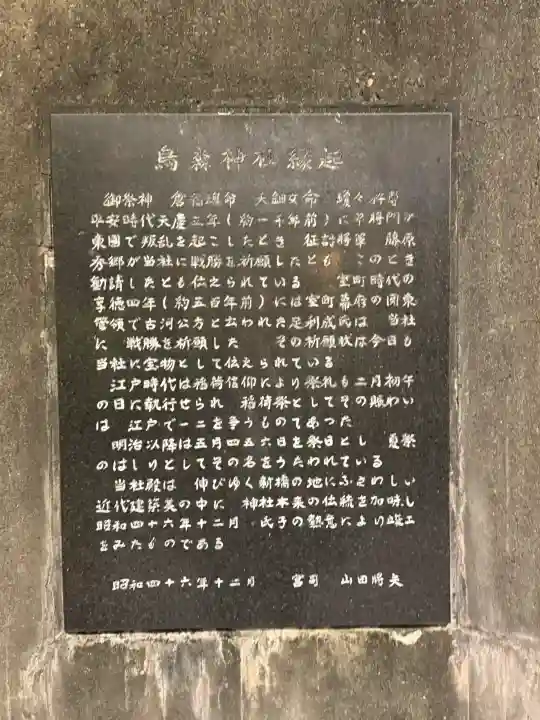 烏森神社縁起
御祭神 倉稲魂命 天鈿女命 瓊々杵尊
平安時代天慶三年(約一千年前)に平将門が
東國で叛乱を起こしたとき 征討将軍 藤原
秀郷が当社に戦勝を祈願したとも このとき
勧請したとも伝えられている 室町時代の
享徳四年(約五百年前)には室町幕府の関東
管領で古河公方と云われた足利成氏は 当社
に 戦勝を祈願した その祈願状は今日も
当社に宝物として伝えられている
江戸時代は稲荷信仰により祭礼も二月初午
の日に執行せられ 稲荷祭としてその賑わい
は 江戸で一二を争うものであった
明治以降は五月四五六日を祭日とし 夏祭
のはしりとしてその名をうたわれている
当社殿は 伸びゆく新橋の地にふさわしい
近代建築美の中に 神社本来の伝統を加味し
昭和四十六年十二月 氏子の熱意により竣工
をみたものである
昭和四十六年十二月 宮司 山田將夫